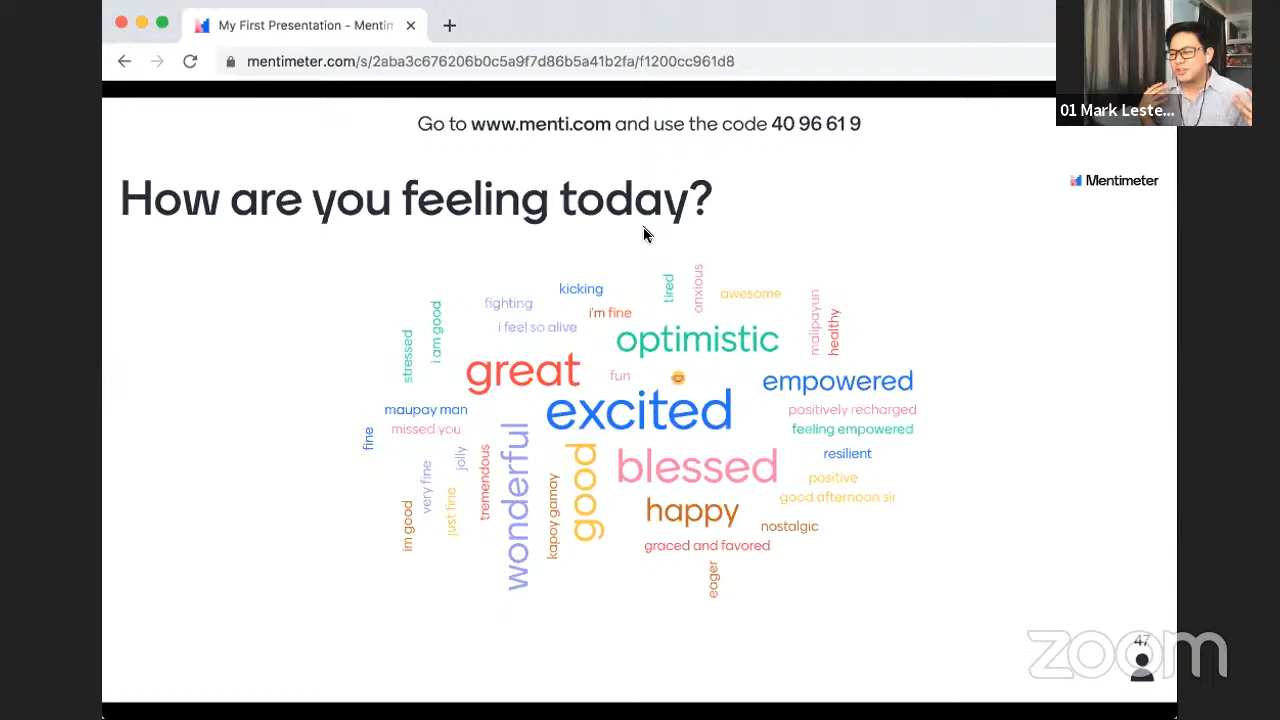 My First Presentation - Mentin
mentimeter.com/s/2aba3c676206b0c5a9f7d86b5a41b2fa/f1200cc961d8
01 Mark Leste...
Go to www.menti.com and use the code 40 96 61 9
Mentimeter
How are you feeling today?
kicking
tired
anxious
awesome
fighting
i'm fine
i feel so alive
malipayun
healthy
stressed
i am good
optimistic
great
fun
empowered
excited
maupay man
positively recharged
missed you
feeling empowered
fine
resilient
jolly
very fine
tremendous
wonderful
good
blessed
positive
good afternoon sir
just fine
im good
kapoy gamay
happy
nostalgic
graced and favored
eager
47
zoom